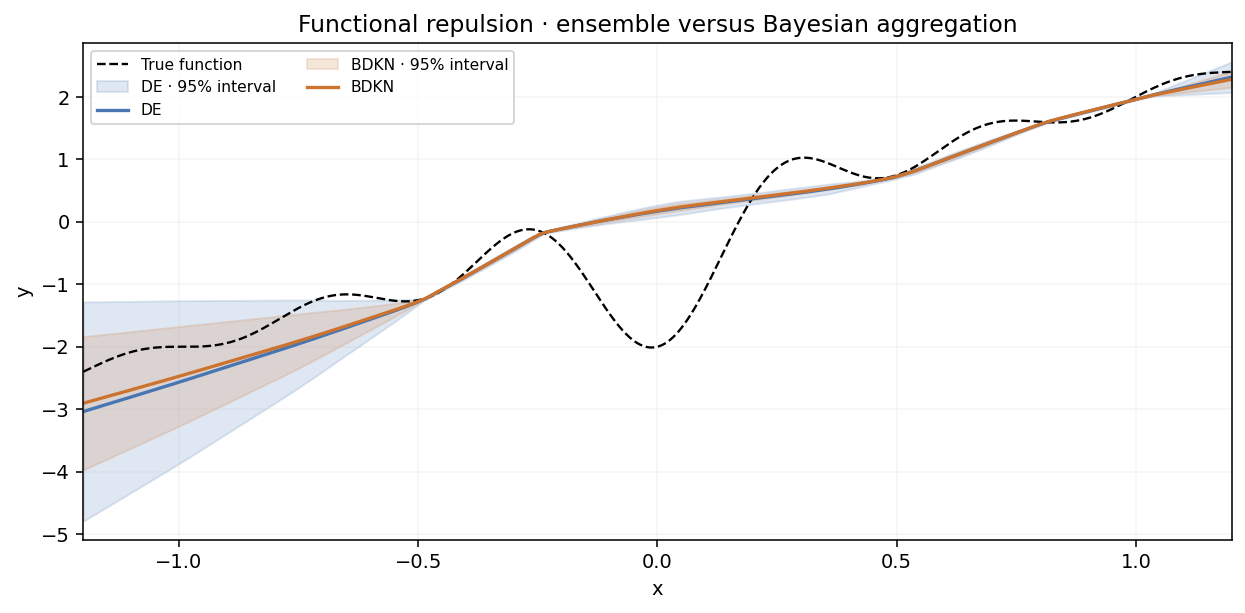 Functional repulsion · ensemble versus Bayesian aggregation
True function
DE · 95% interval
DE
BDKN · 95% interval
BDKN
y
2
1
0
−1
−2
−3
−4
−5
−1.0
−0.5
0.0
0.5
1.0
x